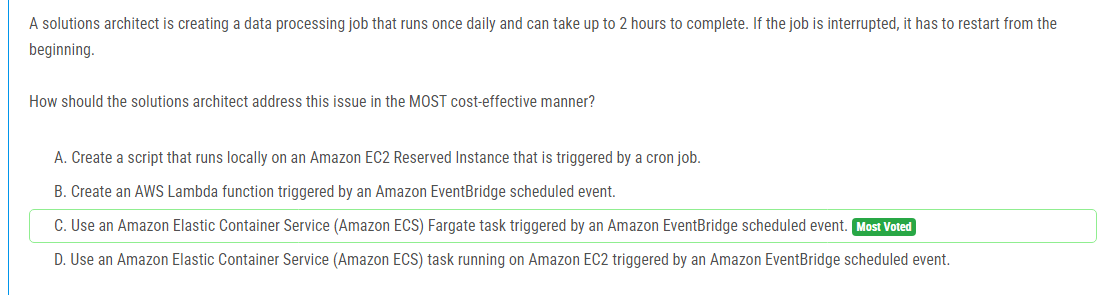 A solutions architect is creating a data processing job that runs once daily and can take up to 2 hours to complete. If the job is interrupted, it has to restart from the
beginning.
How should the solutions architect address this issue in the MOST cost-effective manner?
A. Create a script that runs locally on an Amazon EC2 Reserved Instance that is triggered by a cron job.
B. Create an AWS Lambda function triggered by an Amazon EventBridge scheduled event.
C. Use an Amazon Elastic Container Service (Amazon ECS) Fargate task triggered by an Amazon EventBridge scheduled event. Most Voted
D. Use an Amazon Elastic Container Service (Amazon ECS) task running on Amazon EC2 triggered by an Amazon EventBridge scheduled event.